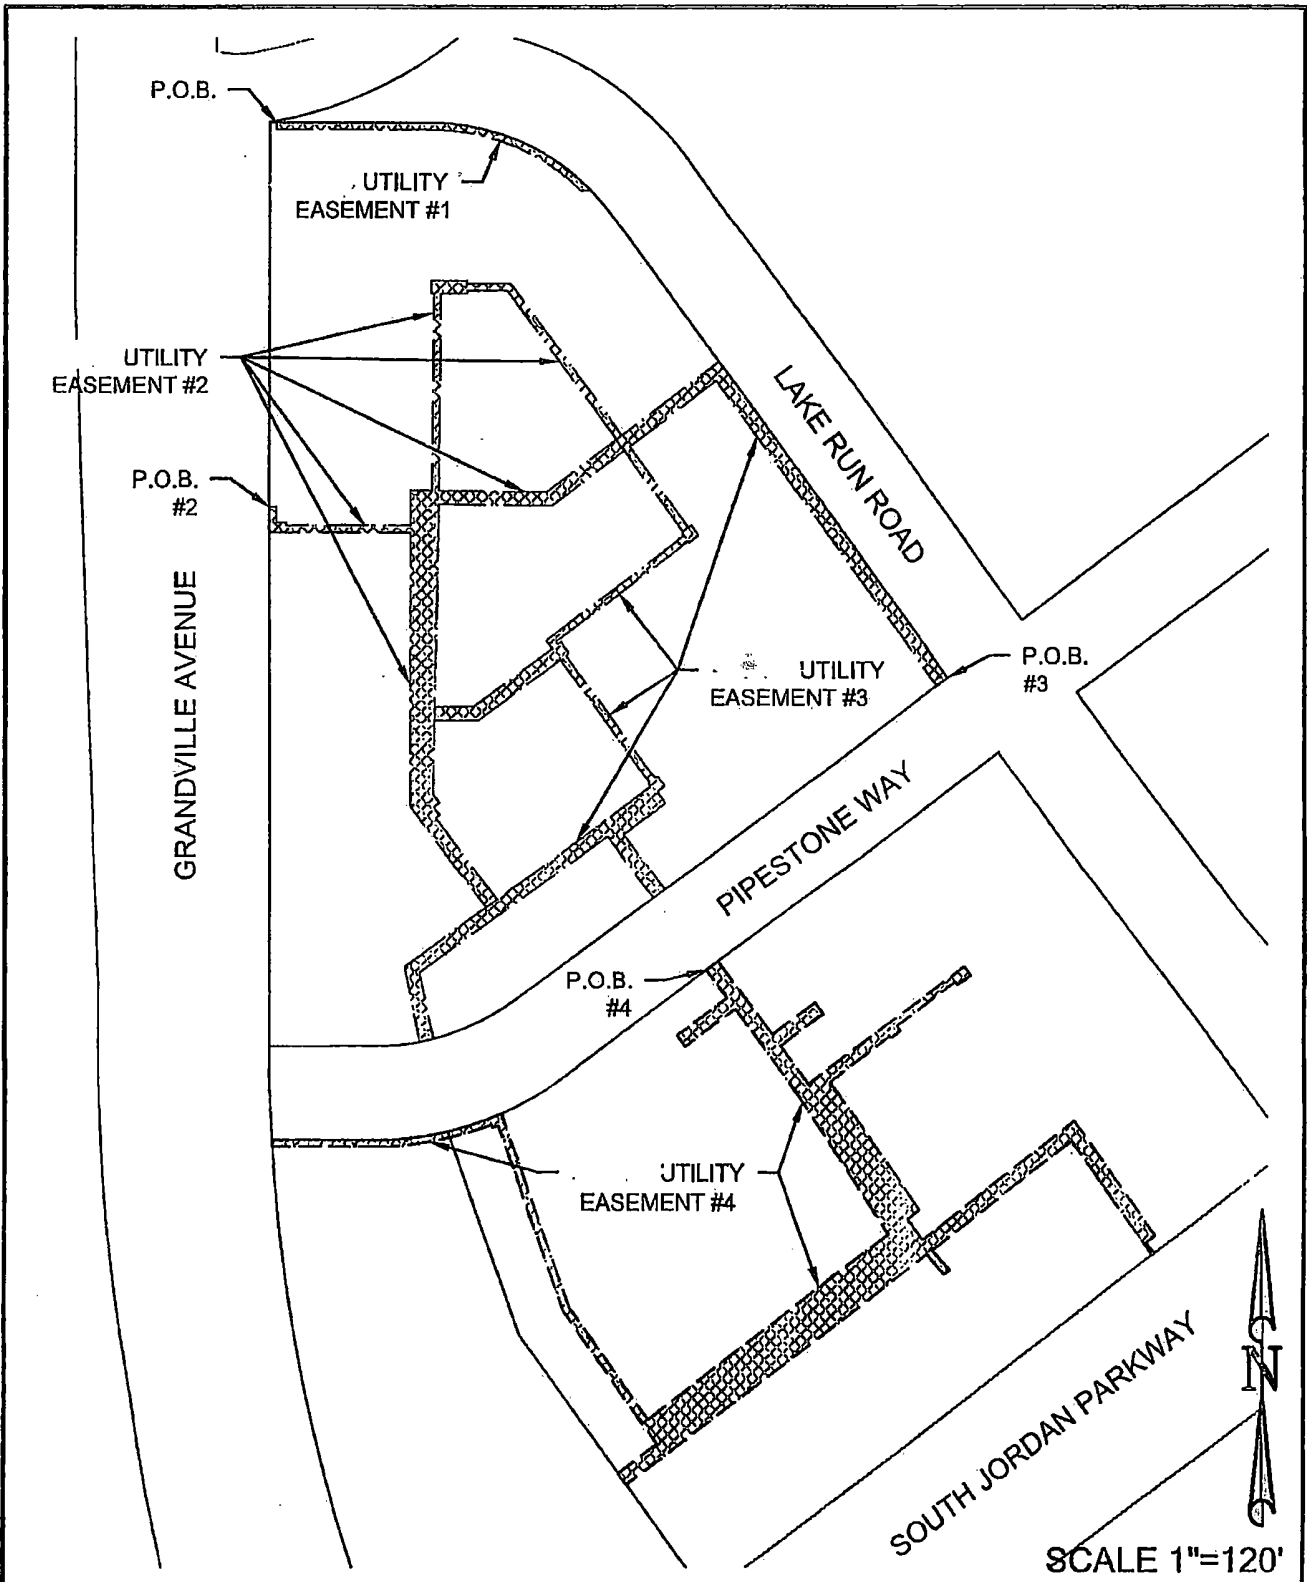 P.O.B.
UTILITY
EASEMENT #1
UTILITY
EASEMENT #2
LAKE RUN ROAD
P.O.B.
#2
GRANDVILLE AVENUE
UTILITY
EASEMENT #3
P.O.B.
#3
PIPESTONE WAY
P.O.B.
#4
UTILITY
EASEMENT #4
SOUTH JORDAN PARKWAY
N
SCALE 1"=120'